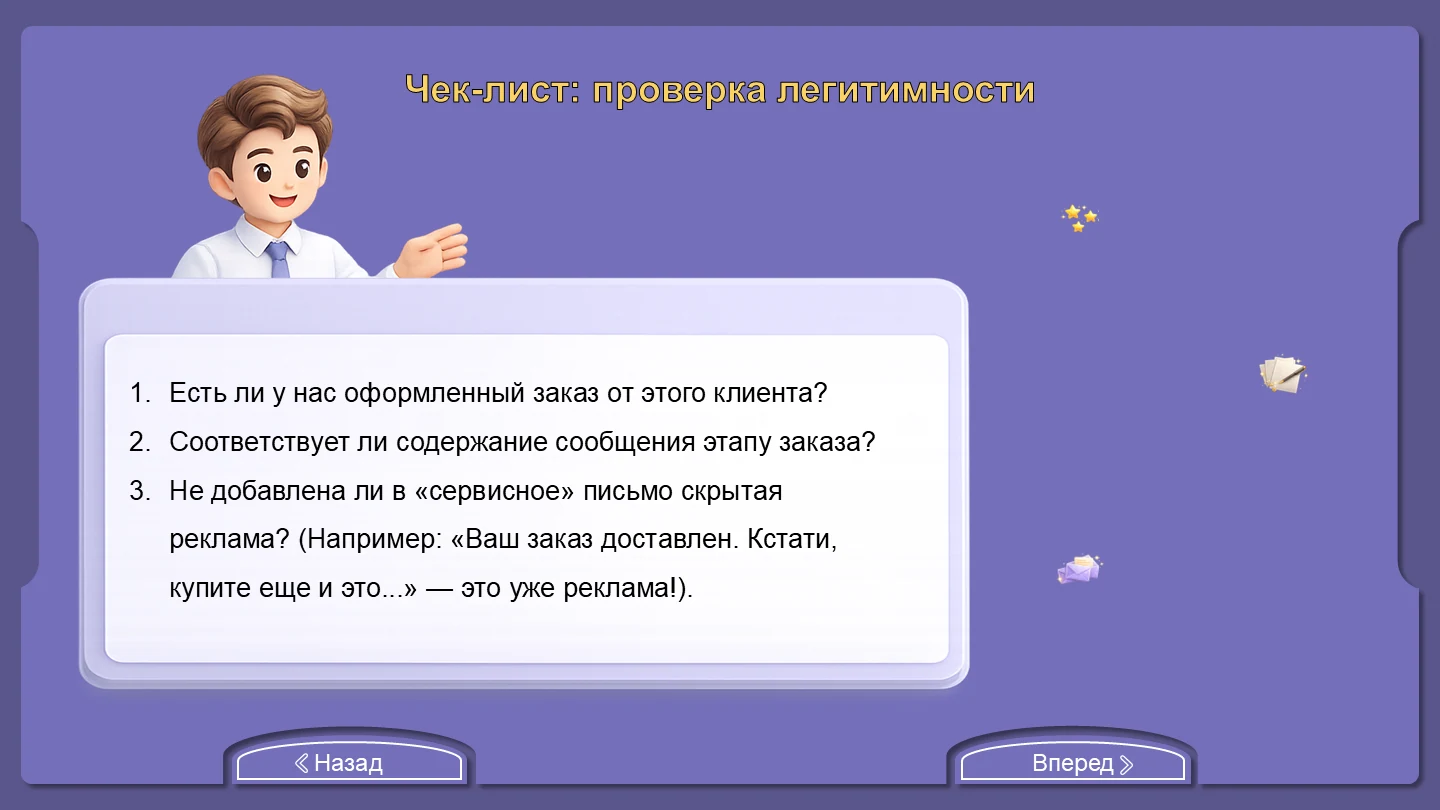 Чек-лист: проверка легитимности
1. Есть ли у нас оформленный заказ от этого клиента?
2. Соответствует ли содержание сообщения этапу заказа?
3. Не добавлена ли в «сервисное» письмо скрытая
реклама? (Например: «Ваш заказ доставлен. Кстати,
купите еще и это...» — это уже реклама!).
Назад
Вперед